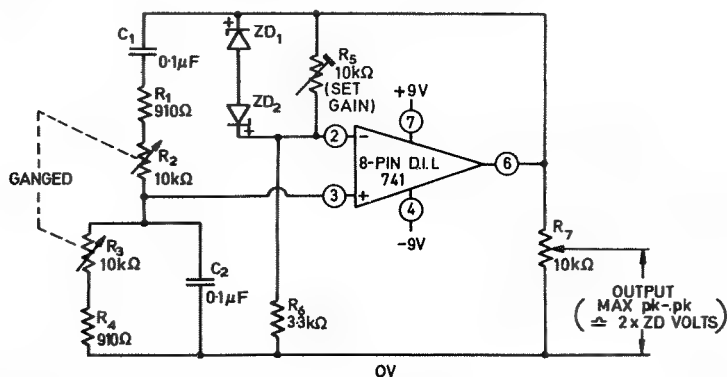 C1
0·1µF
ZD1
R5
10kΩ
(SET
GAIN)
R1
910Ω
ZD2
+9V
7
R2
10kΩ
GANGED
2
8-PIN D.I.L
741
6
3
4
-9V
R3
10kΩ
C2
0·1µF
R7
10kΩ
R4
910Ω
R6
3·3kΩ
OUTPUT
( MAX pk-.pk )
≏ 2 x ZD VOLTS
0V